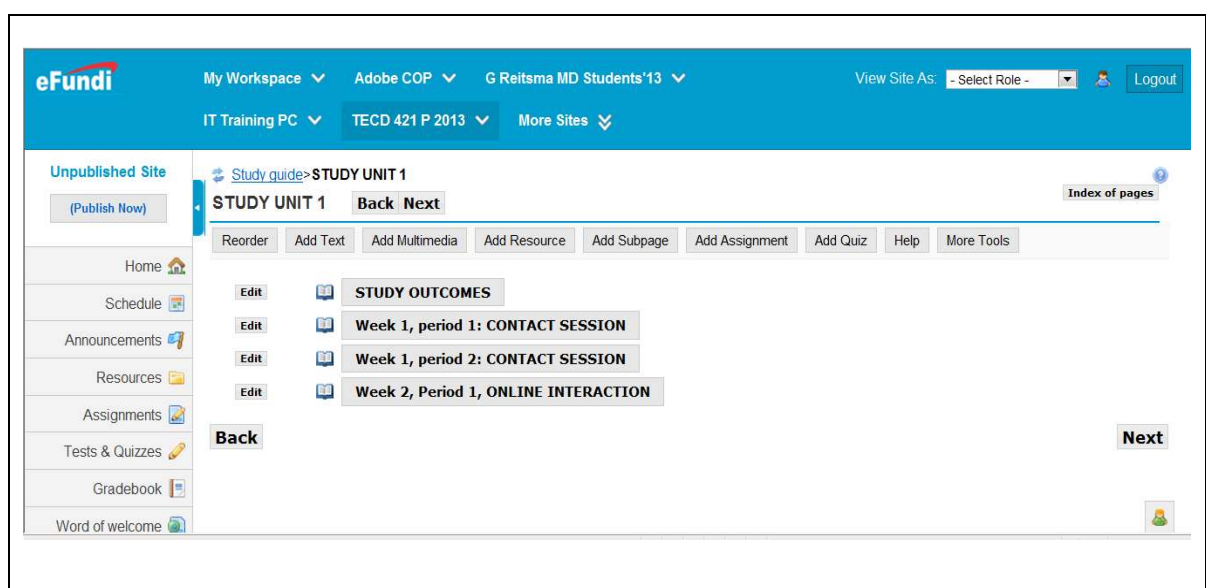 eFundi
My Workspace Adobe COP G Reitsma MD Students'13 View Site As: - Select Role - Logout
IT Training PC TECD 421 P 2013 More Sites
Unpublished Site
(Publish Now)
Study guide>STUDY UNIT 1
STUDY UNIT 1 Back Next Index of pages
Reorder Add Text Add Multimedia Add Resource Add Subpage Add Assignment Add Quiz Help More Tools
Home
Schedule
Announcements
Resources
Assignments
Tests & Quizzes
Gradebook
Word of welcome
Edit STUDY OUTCOMES
Edit Week 1, period 1: CONTACT SESSION
Edit Week 1, period 2: CONTACT SESSION
Edit Week 2, Period 1, ONLINE INTERACTION
Back Next